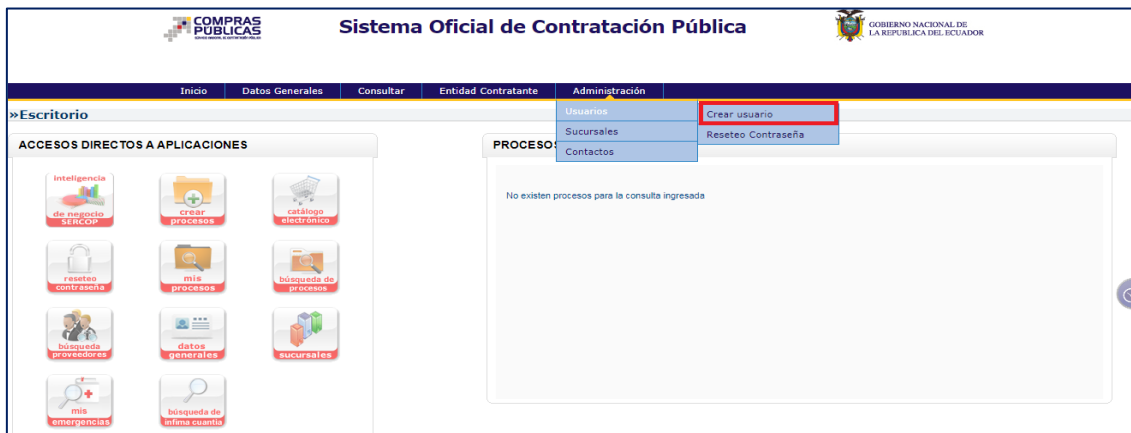 COMPRAS
PÚBLICAS
Sistema Oficial de Contratación Pública
GOBIERNO NACIONAL DE
LA REPUBLICA DEL ECUADOR
Inicio Datos Generales Consultar Entidad Contratante Administración
»Escritorio
Usuarios
Crear usuario
Sucursales
Reseteo Contraseña
Contactos
ACCESOS DIRECTOS A APLICACIONES
PROCESOS
inteligencia
de negocio
SERCOP
crear
procesos
catálogo
electrónico
No existen procesos para la consulta ingresada
reseteo
contraseña
mis
procesos
búsqueda de
procesos
búsqueda
proveedores
datos
generales
sucursales
mis
emergencias
búsqueda de
infima cuantia